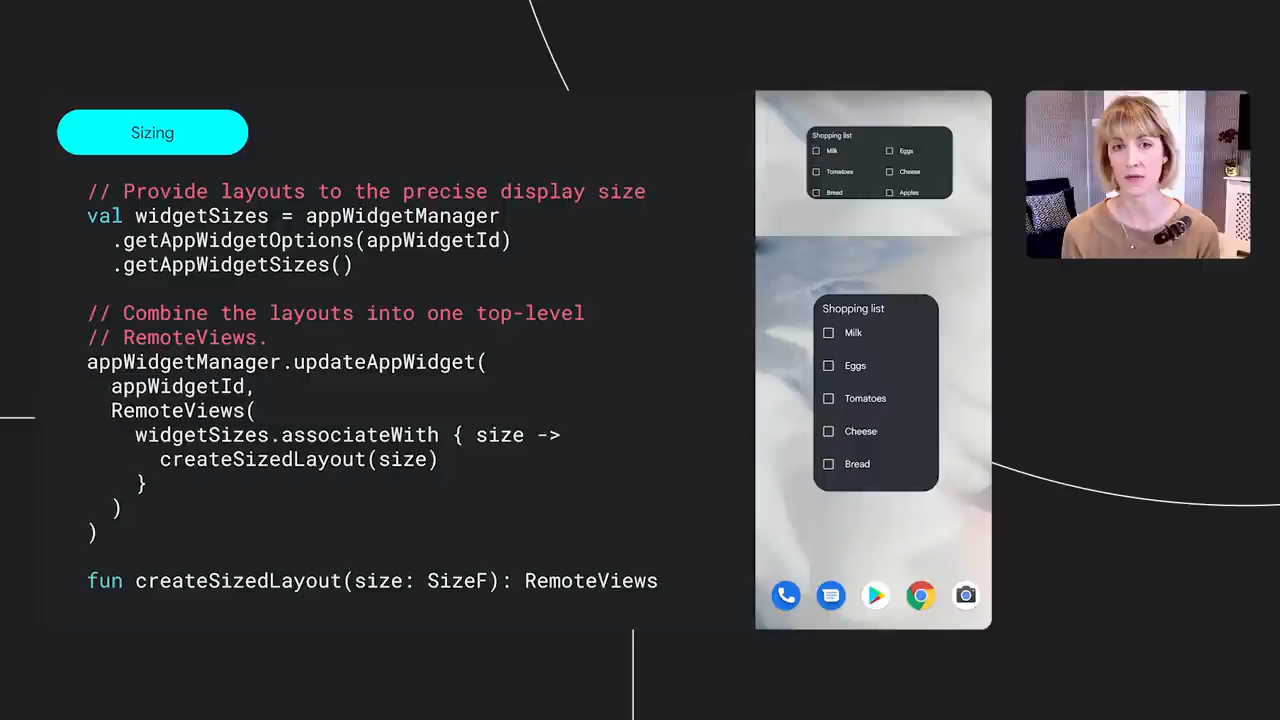 Sizing
// Provide layouts to the precise display size
val widgetSizes = appWidgetManager
.getAppWidgetOptions(appWidgetId)
.getAppWidgetSizes()
// Combine the layouts into one top-level
// RemoteViews.
appWidgetManager.updateAppWidget(
appWidgetId,
RemoteViews(
widgetSizes.associateWith { size ->
createSizedLayout(size)
}
)
)
fun createSizedLayout(size: SizeF): RemoteViews
Shopping list
Milk Eggs
Tomatoes Cheese
Bread Apples
Shopping list
Milk
Eggs
Tomatoes
Cheese
Bread